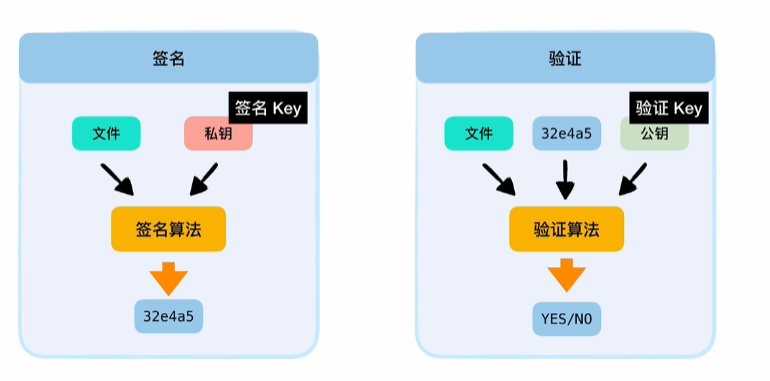 签名
签名 Key
文件
私钥
签名算法
32e4a5
验证
验证 Key
文件
32e4a5
公钥
验证算法
YES/NO